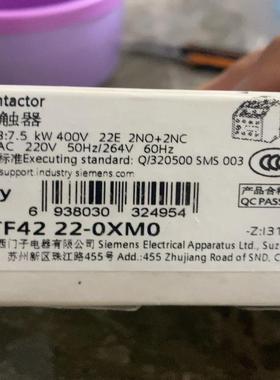 ntactor
触器
3:7.5 kW 400V 22E 2NO+2NC
AC 220V 50Hz/264V 60Hz
标准Executing standard: Q/320500 SMS 003
support industry siemens.com
CCC
产品合格
QC PASS
6 938030 324954
TF42 22-0XM0
西门子电器有限公司 Siemens Electrical Apparatus Ltd., Suz
苏州新区珠江路455号 Add.:455 Zhujiang Road of SND,
-Z:I31